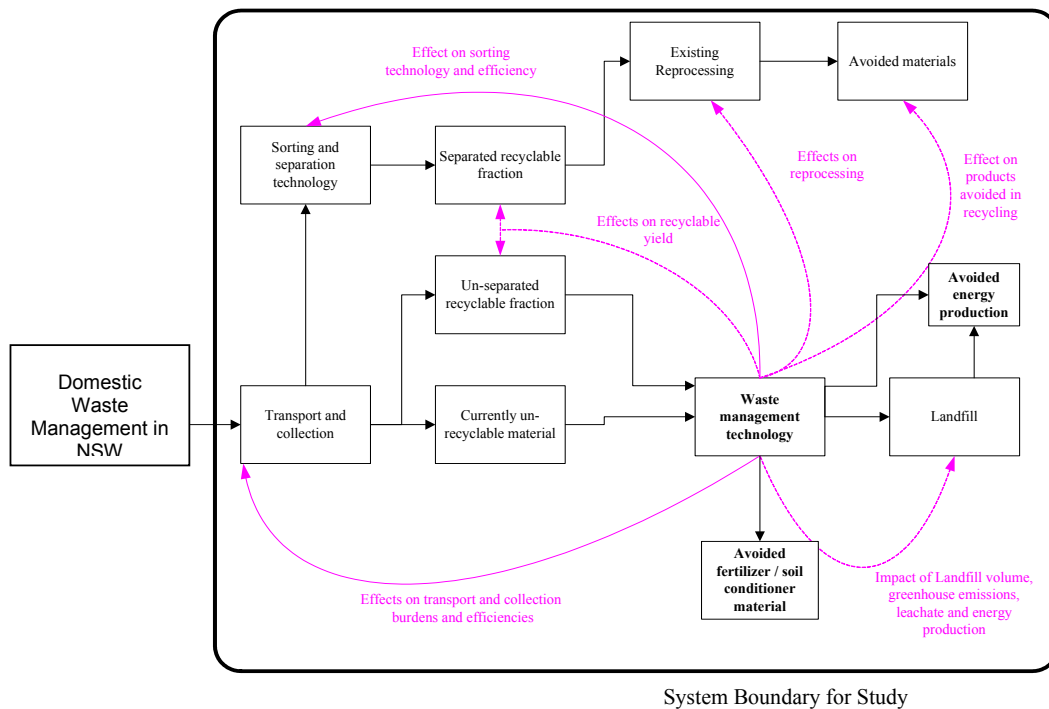 Effect on sorting
technology and efficiency
Existing
Reprocessing
Avoided materials
Sorting and
separation
technology
Separated recyclable
fraction
Effects on
reprocessing
Effect on
products
avoided in
recycling
Effects on recyclable
yield
Un-separated
recyclable fraction
Avoided
energy
production
Domestic
Waste
Management in
NSW
Transport and
collection
Currently un-
recyclable material
Waste
management
technology
Landfill
Avoided
fertilizer / soil
conditioner
material
Effects on transport and collection
burdens and efficiencies
Impact of Landfill volume,
greenhouse emissions,
leachate and energy
production
System Boundary for Study